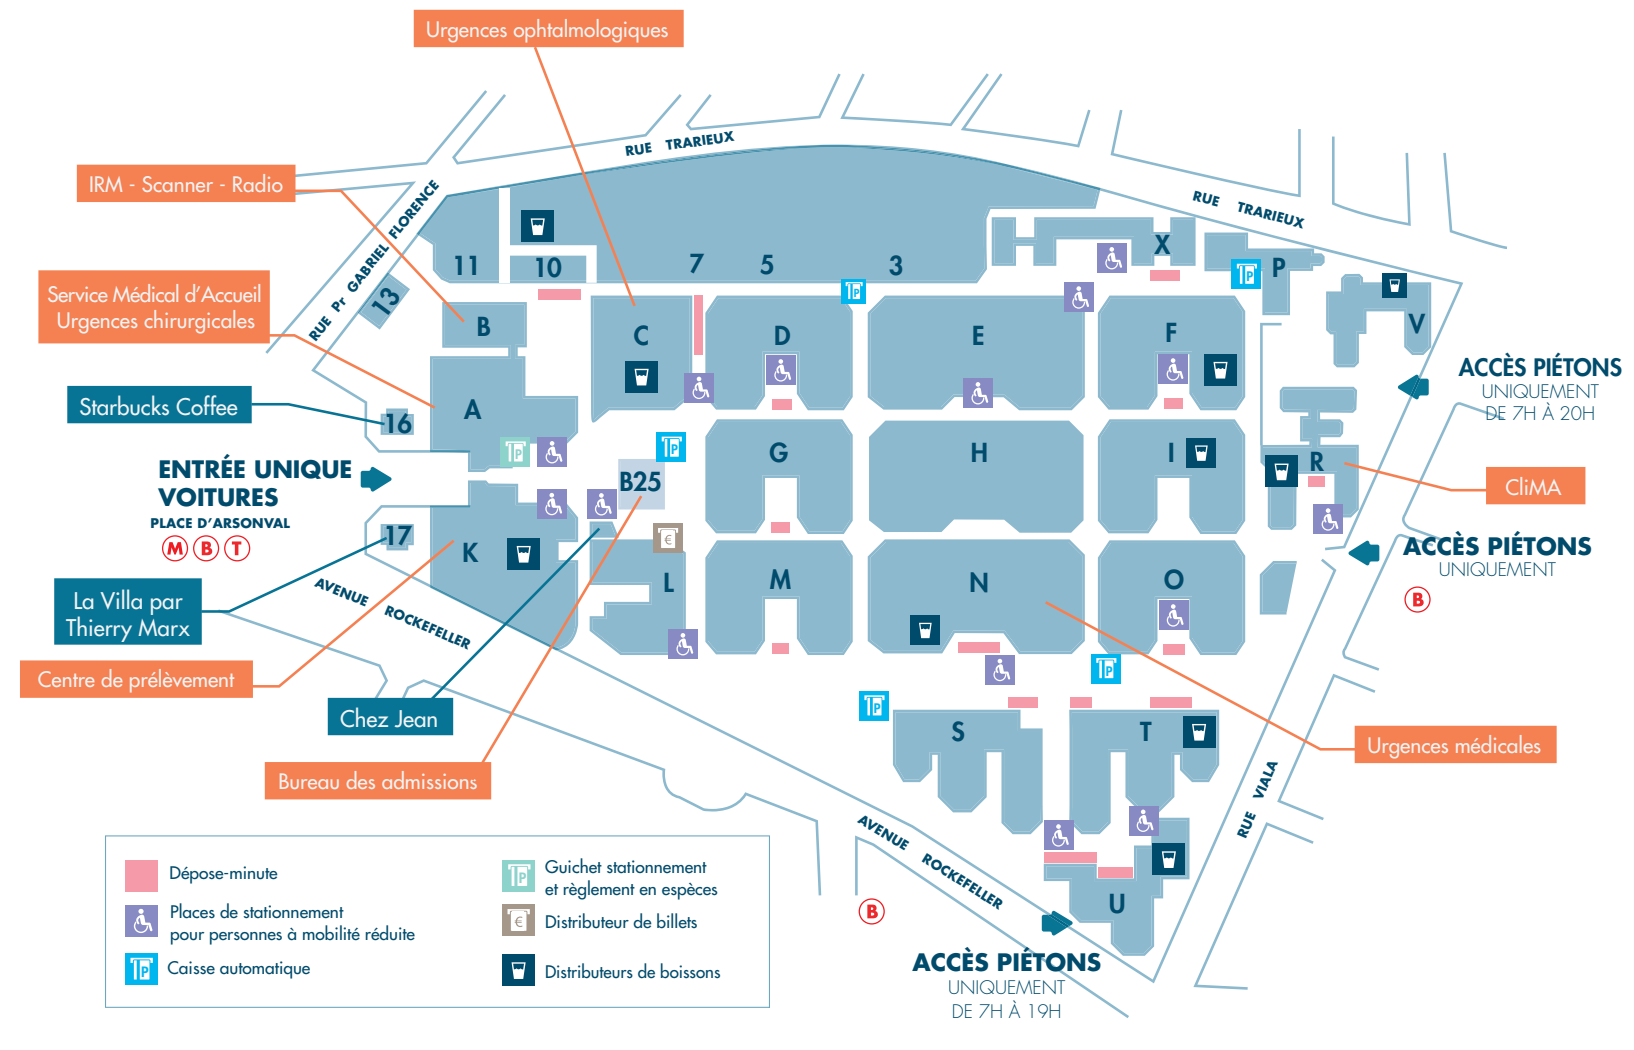 Urgences ophtalmologiques
RUE TRARIEUX
IRM - Scanner - Radio
RUE Pr GABRIEL FLORENCE
RUE TRARIEUX
X
P
11
10
7
5
3
13
Service Médical d'Accueil
Urgences chirurgicales
B
C
D
E
F
V
ACCÈS PIÉTONS
UNIQUEMENT
DE 7H À 20H
Starbucks Coffee
16
A
G
H
I
R
CliMA
ENTRÉE UNIQUE
VOITURES
PLACE D'ARSONVAL
M B T
B25
17
K
L
M
N
O
ACCÈS PIÉTONS
UNIQUEMENT
B
La Villa par
Thierry Marx
AVENUE ROCKEFELLER
Centre de prélèvement
Chez Jean
Bureau des admissions
S
T
Urgences médicales
RUE VIALA
AVENUE ROCKEFELLER
B
U
ACCÈS PIÉTONS
UNIQUEMENT
DE 7H À 19H
Dépose-minute
Places de stationnement
pour personnes à mobilité réduite
Caisse automatique
Guichet stationnement
et règlement en espèces
Distributeur de billets
Distributeurs de boissons